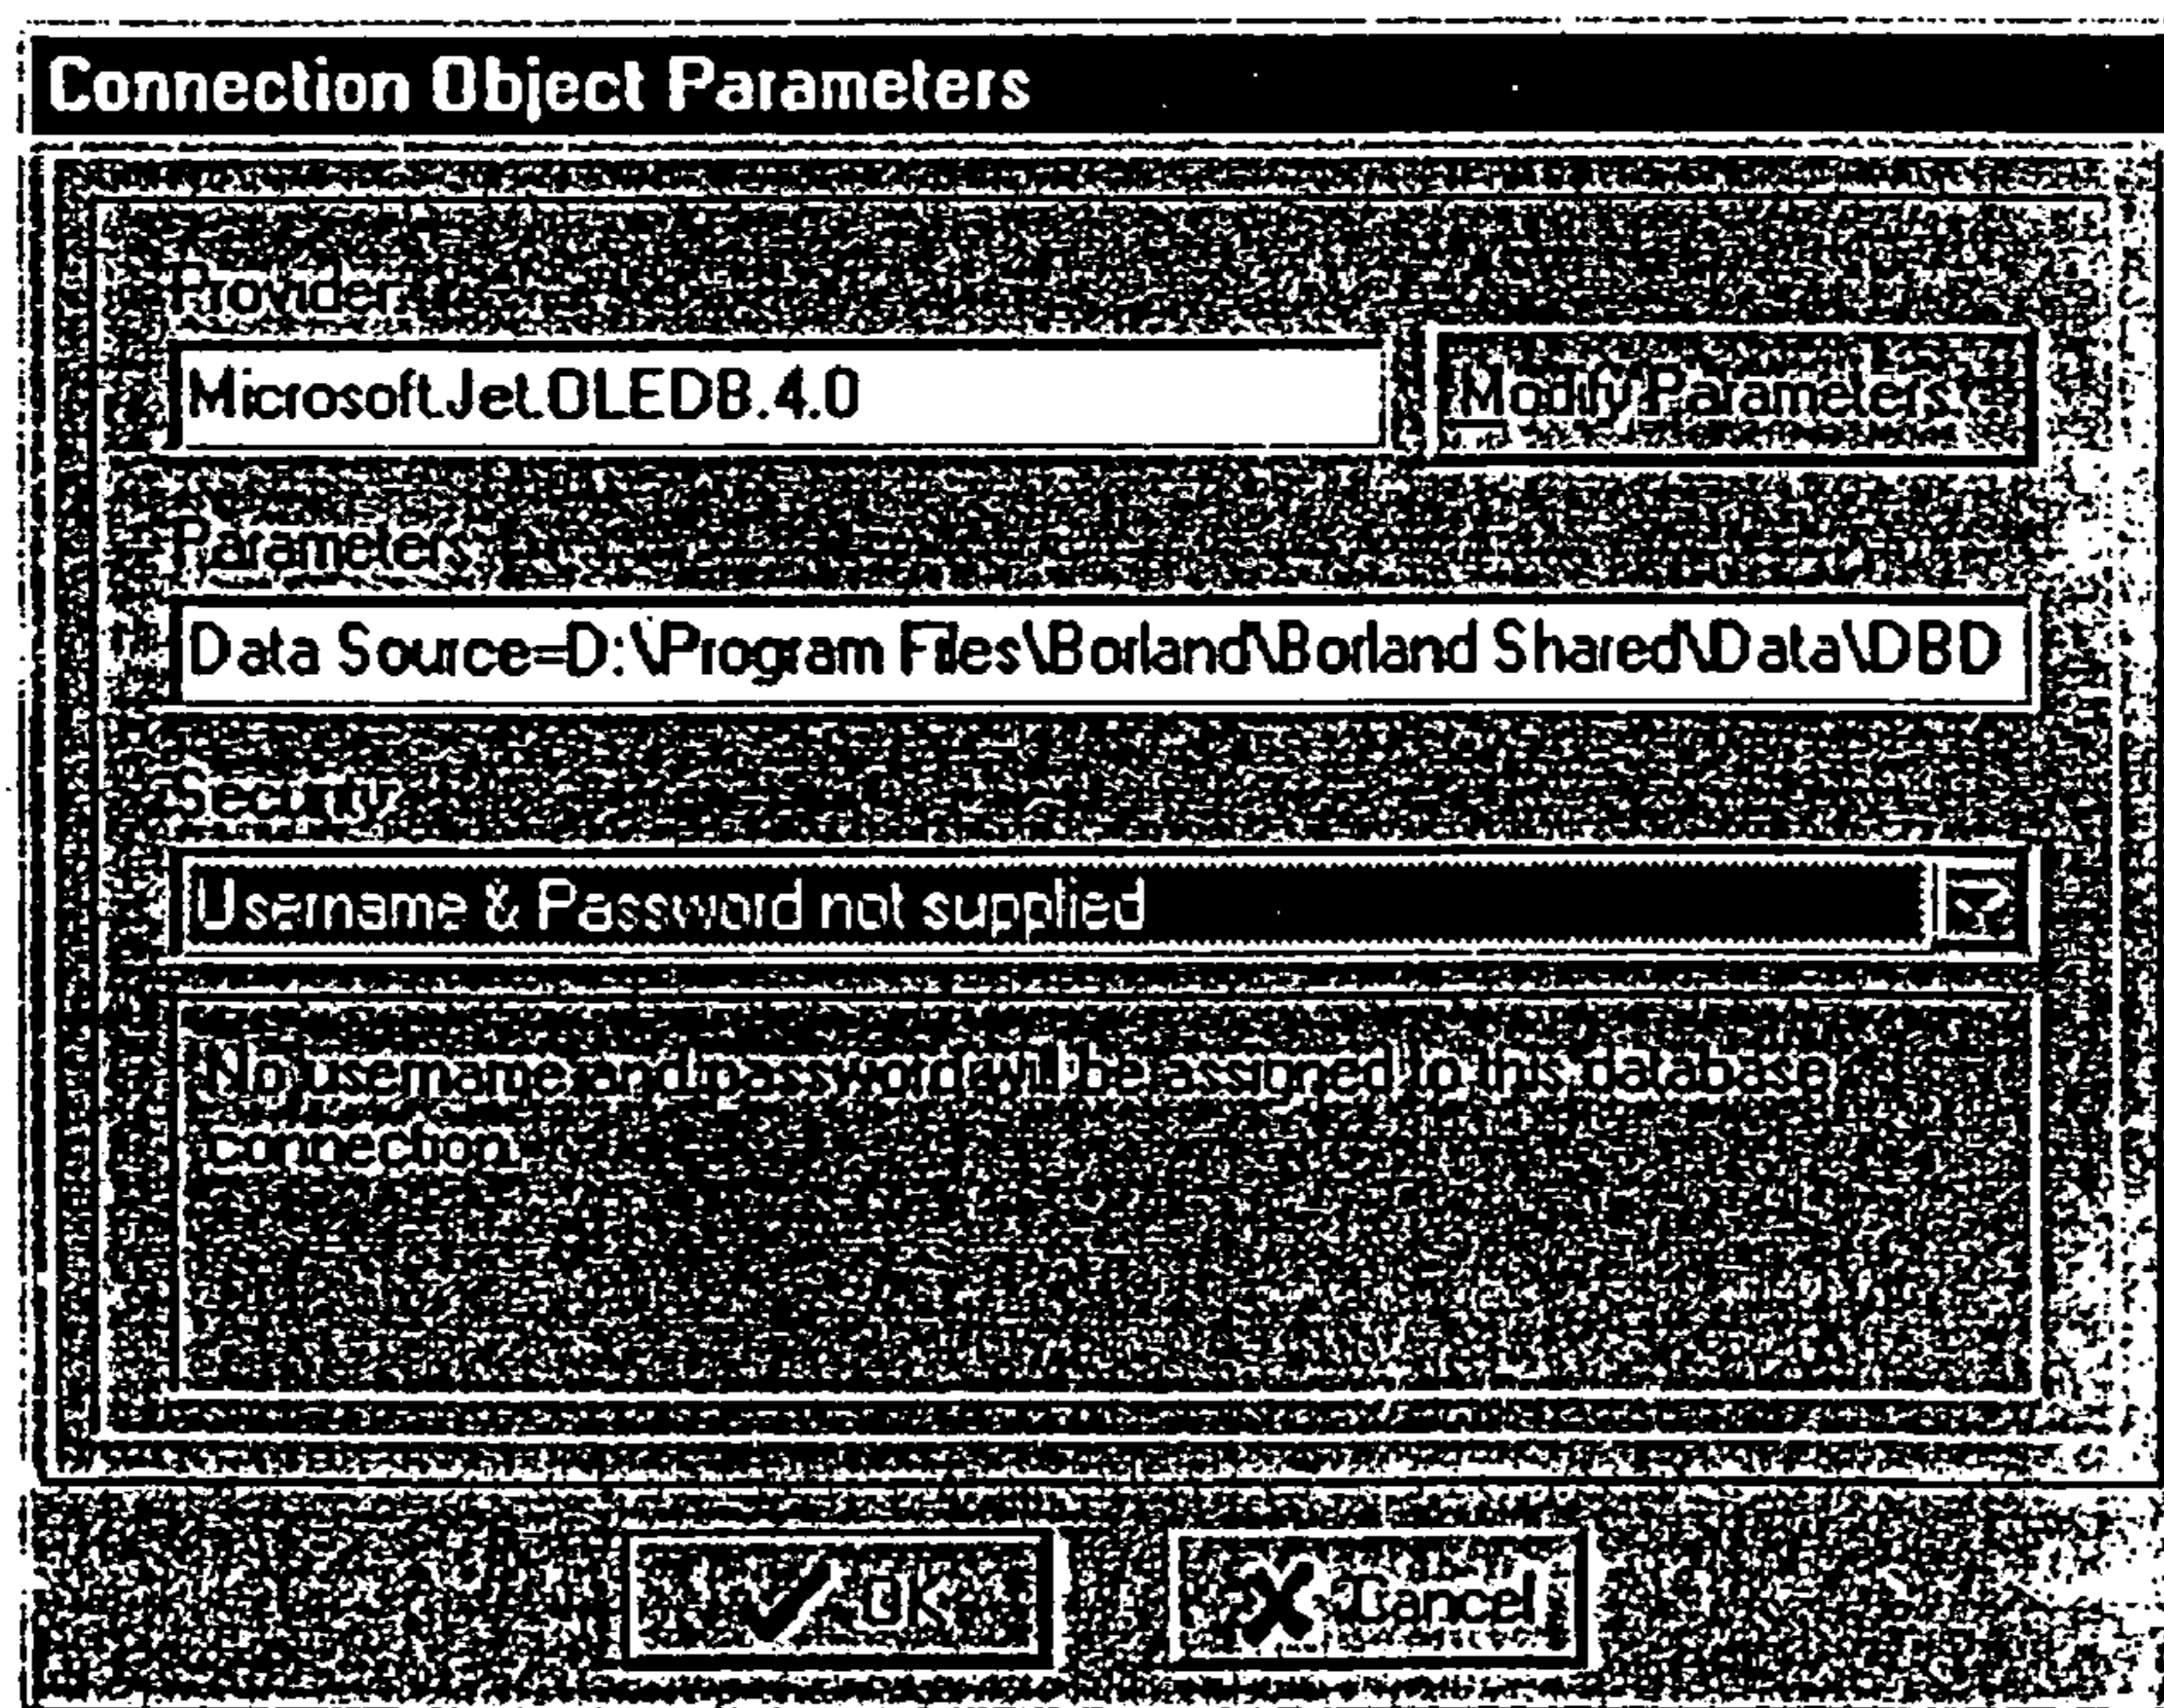 Connection Object Parameters
Provider
Microsoft.Jet.OLEDB.4.0
Modify Parameters
Parameters
Data Source=D:\Program Files\Borland\Borland Shared\Data\DBD
Security
Username & Password not supplied
No username and password will be assigned to this database
connection.
OK
Cancel